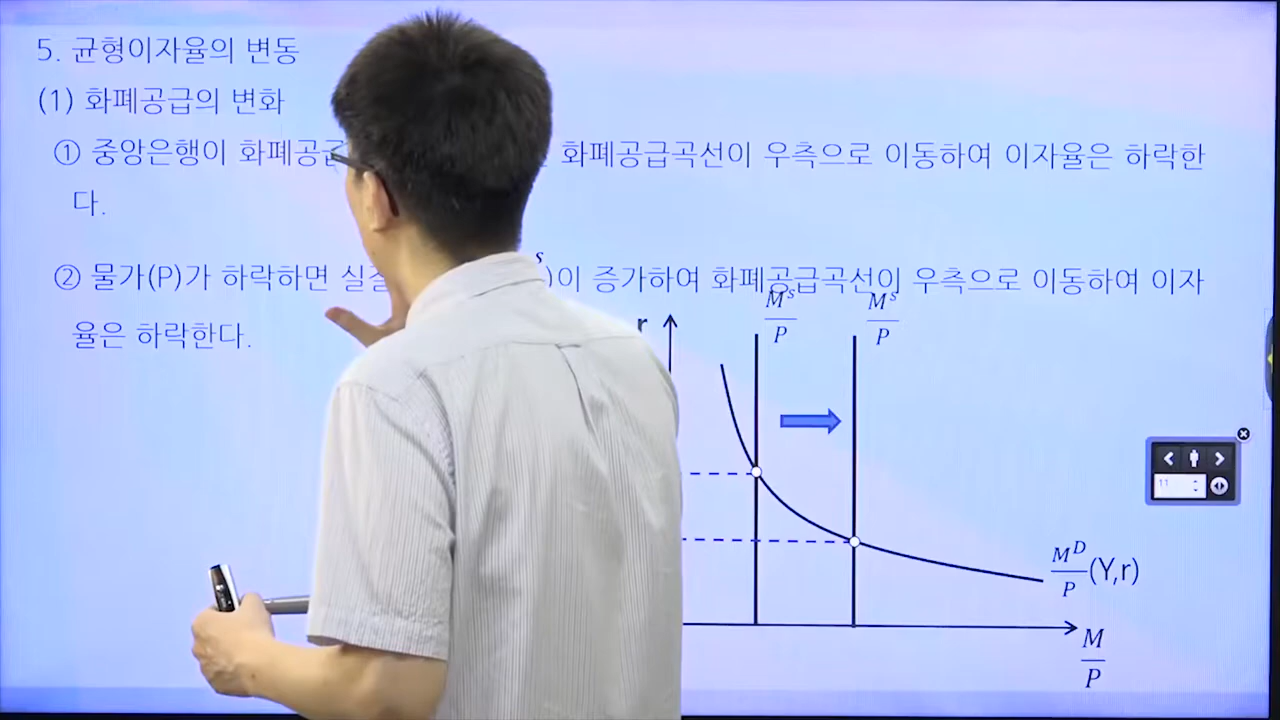 5. 균형이자율의 변동
(1) 화폐공급의 변화
① 중앙은행이 화폐공 화폐공급곡선이 우측으로 이동하여 이자율은 하락한
다.
② 물가(P)가 하락하면 s)이 증가하여 화폐공급곡선이 우측으로 이동하여 이자
율은 하락한다.
r
M^s/P
M^s/P
M^D/P(Y,r)
M/P
11